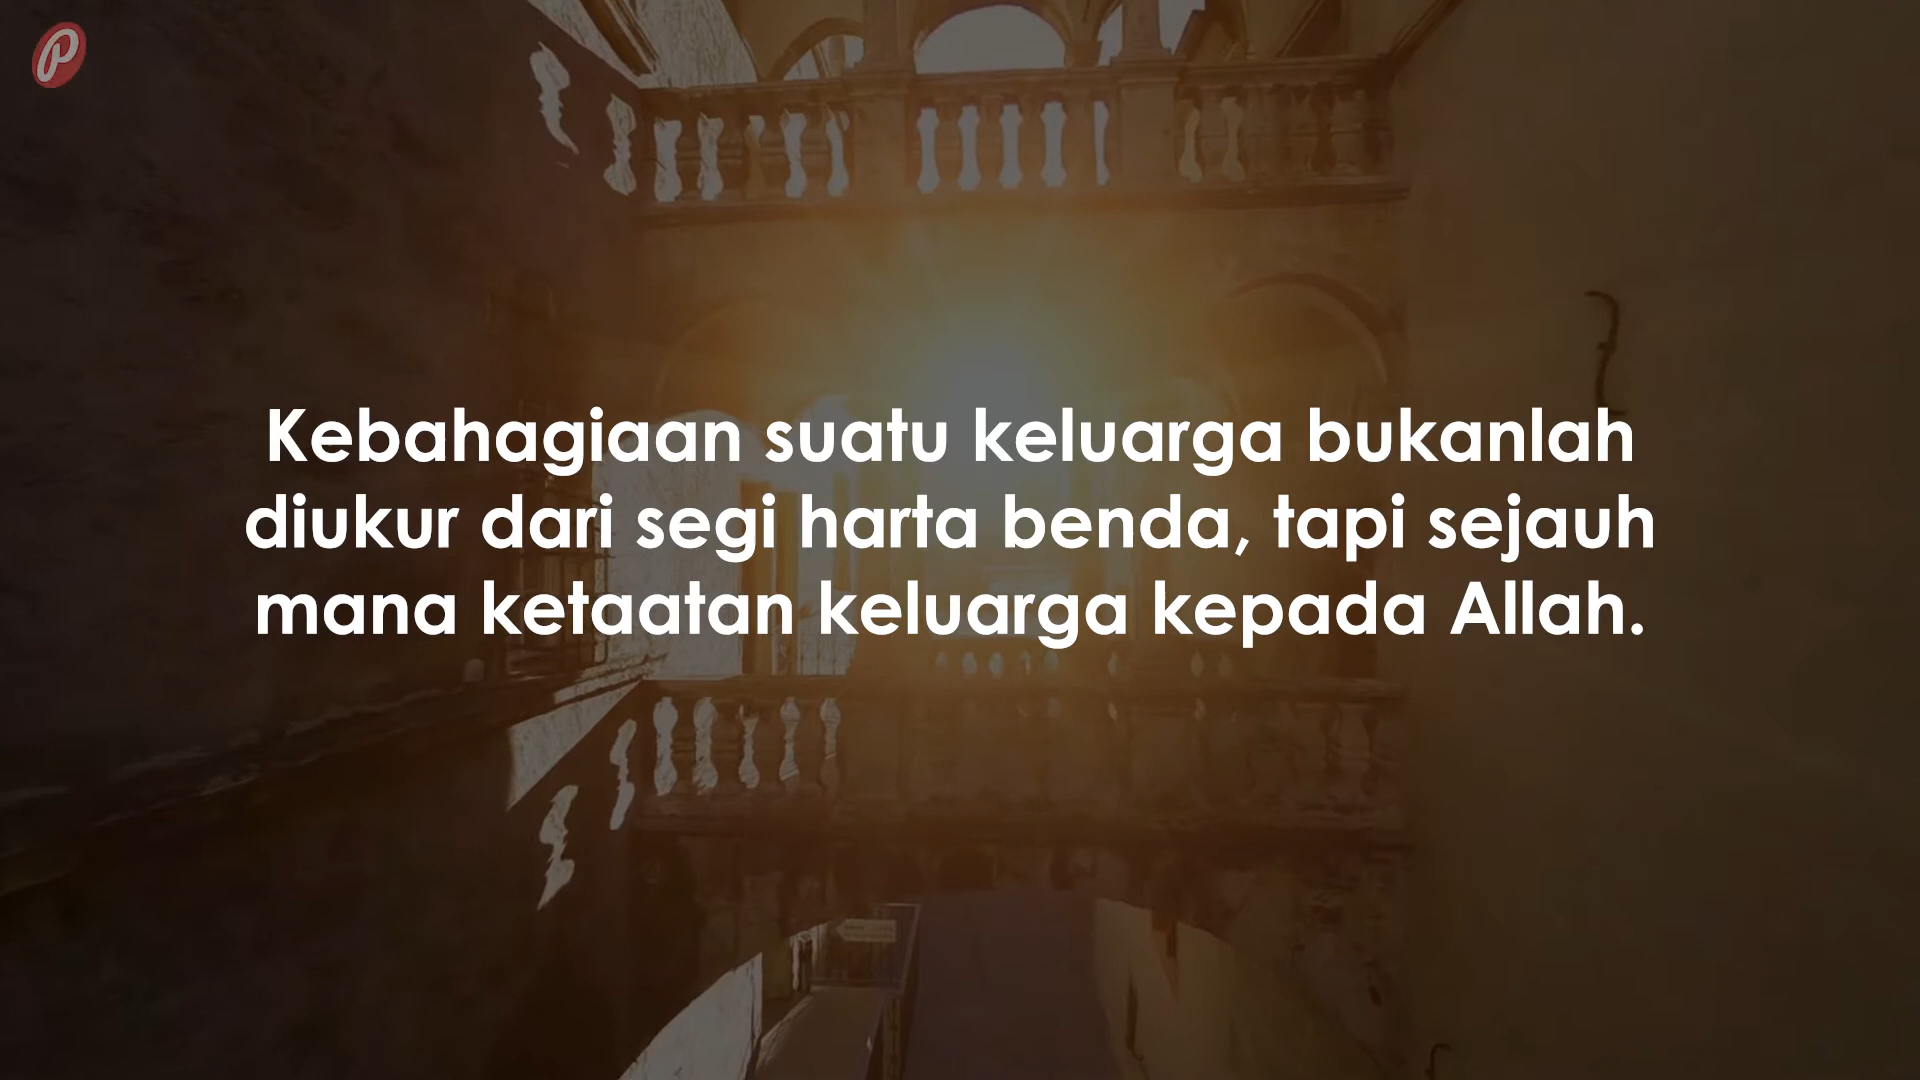 P
Kebahagiaan suatu keluarga bukanlah
diukur dari segi harta benda, tapi sejauh
mana ketaatan keluarga kepada Allah.